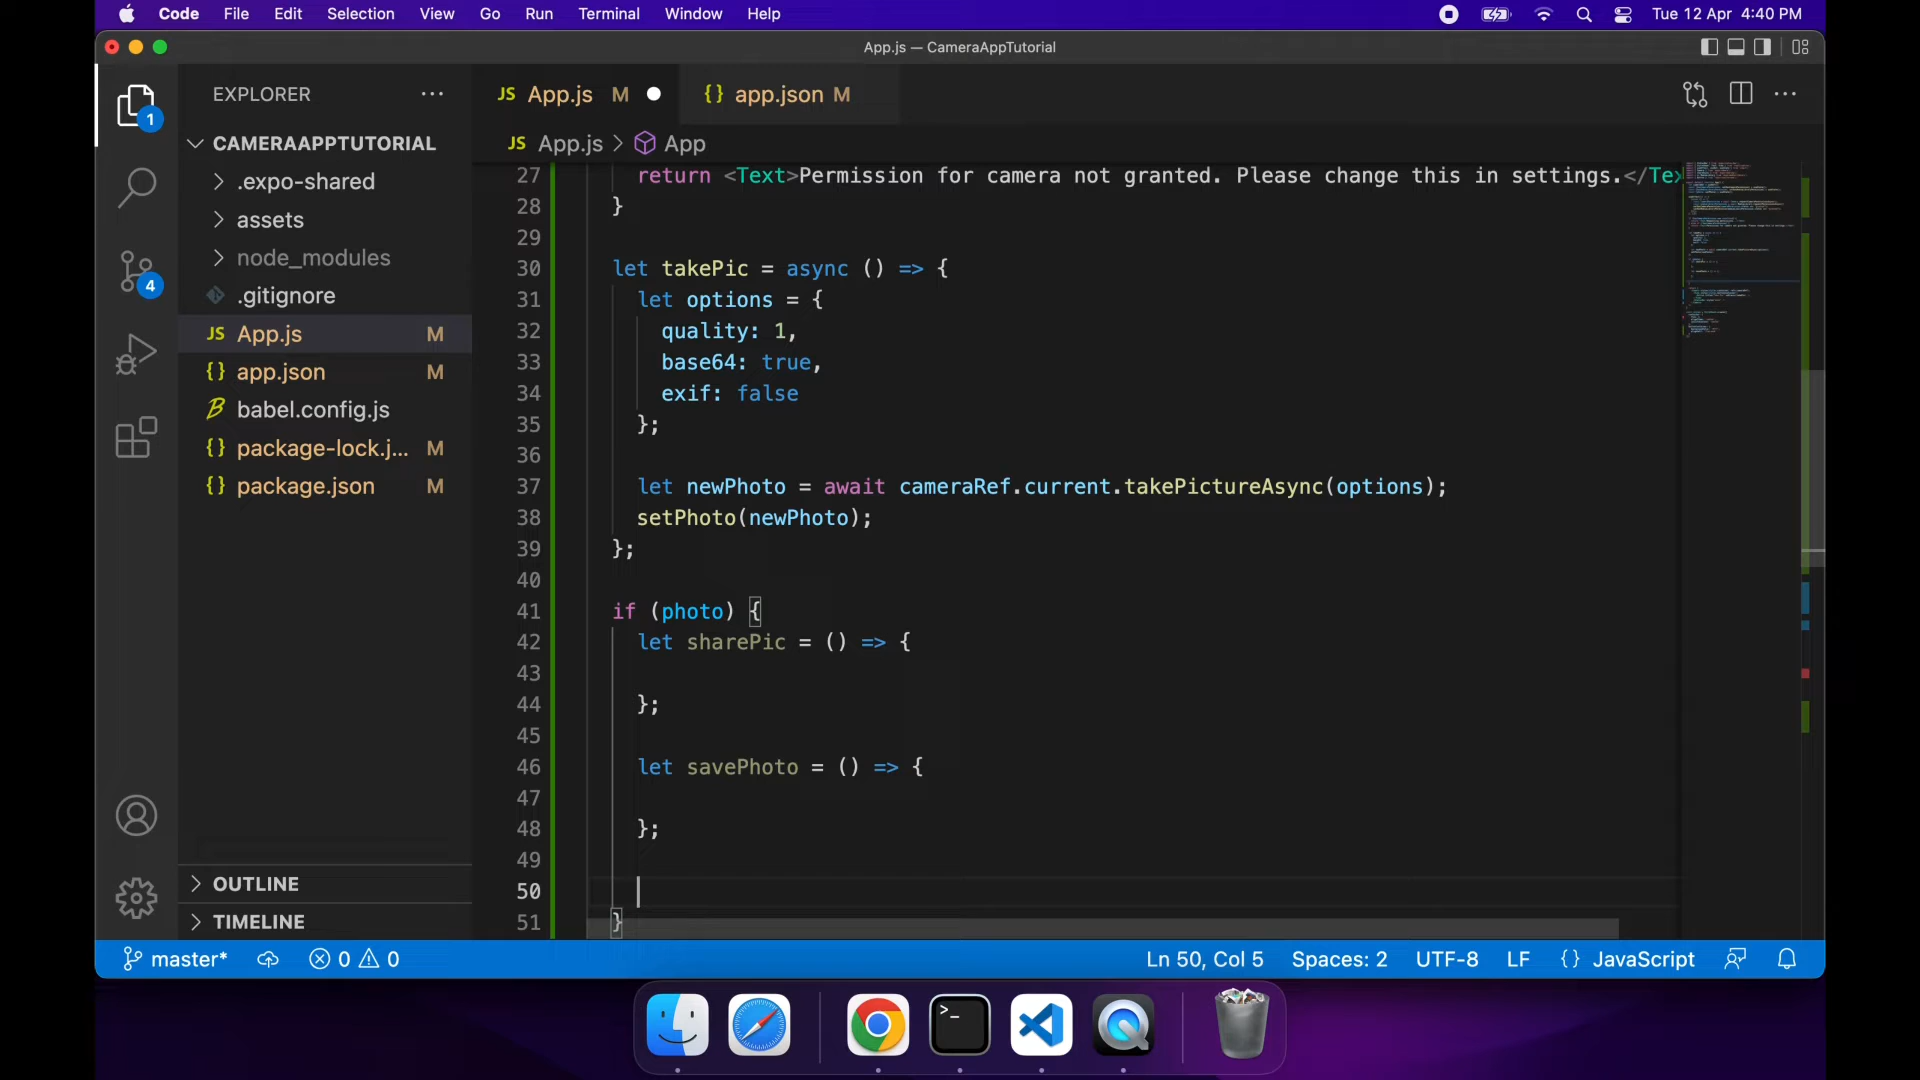 Code File Edit Selection View Go Run Terminal Window Help Tue 12 Apr 4:40 PM
App.js — CameraAppTutorial
EXPLORER
JS App.js M
{} app.json M
JS App.js > App
1
CAMERAAPPTUTORIAL
.expo-shared
assets
node_modules
4
.gitignore
JS App.js M
{} app.json M
babel.config.js
{} package-lock.j... M
{} package.json M
OUTLINE
TIMELINE
27 return <Text>Permission for camera not granted. Please change this in settings.</Tex
28 }
29
30 let takePic = async () => {
31 let options = {
32 quality: 1,
33 base64: true,
34 exif: false
35 };
36
37 let newPhoto = await cameraRef.current.takePictureAsync(options);
38 setPhoto(newPhoto);
39 };
40
41 if (photo) {
42 let sharePic = () => {
43
44 };
45
46 let savePhoto = () => {
47
48 };
49
50
51 }
master* 0 0 Ln 50, Col 5 Spaces: 2 UTF-8 LF {} JavaScript